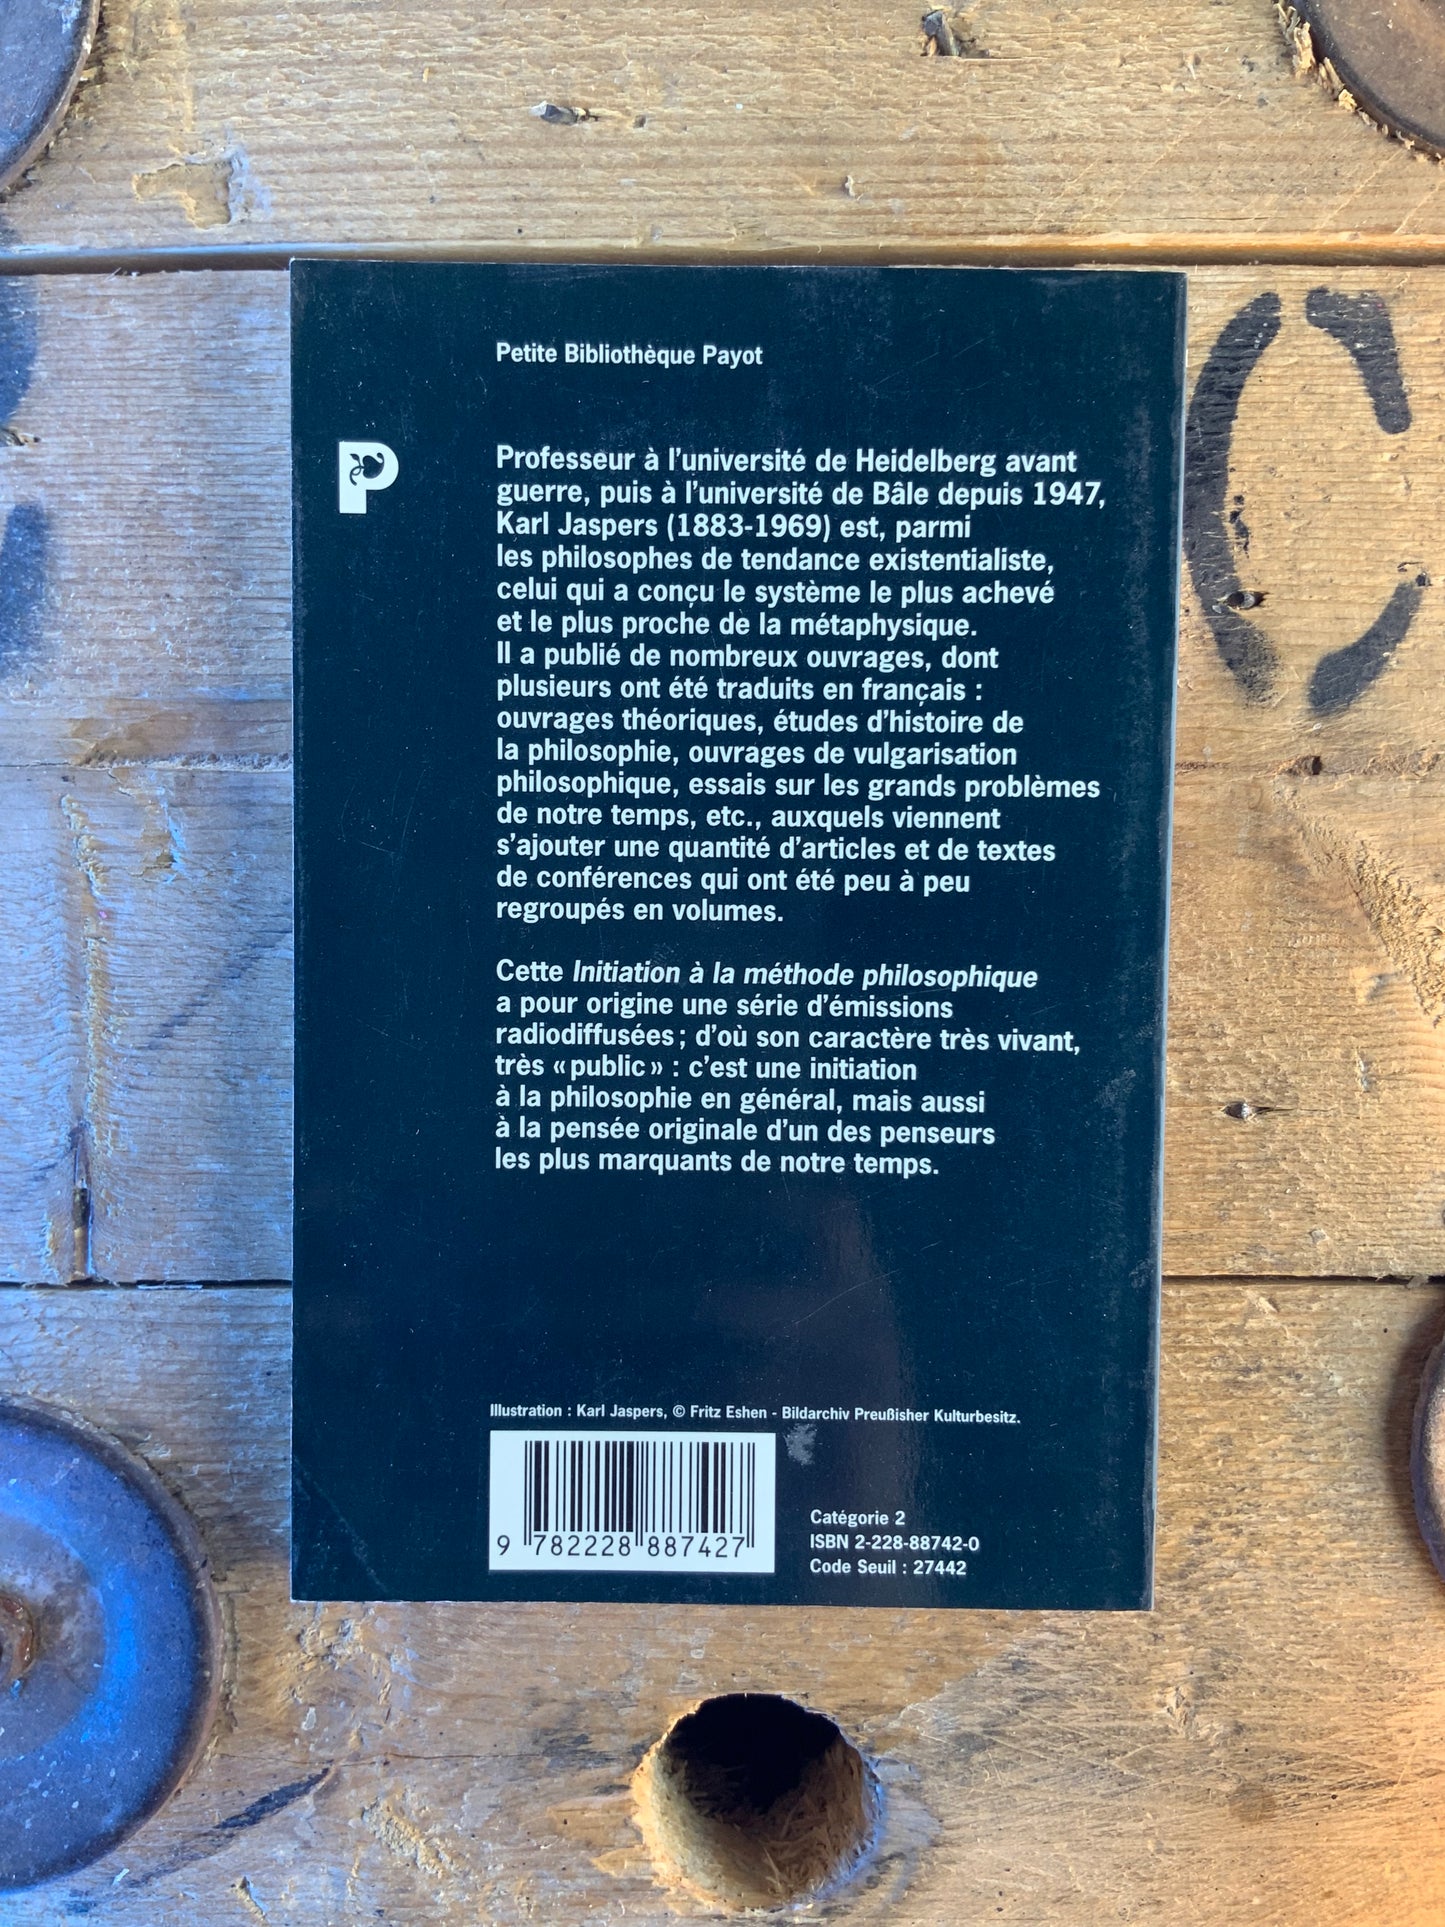 Petite Bibliothèque Payot
P
Professeur à l'université de Heidelberg avant
guerre, puis à l'université de Bâle depuis 1947,
Karl Jaspers (1883-1969) est, parmi
les philosophes de tendance existentialiste,
celui qui a conçu le système le plus achevé
et le plus proche de la métaphysique.
Il a publié de nombreux ouvrages, dont
plusieurs ont été traduits en français :
ouvrages théoriques, études d'histoire de
la philosophie, ouvrages de vulgarisation
philosophique, essais sur les grands problèmes
de notre temps, etc., auxquels viennent
s'ajouter une quantité d'articles et de textes
de conférences qui ont été peu à peu
regroupés en volumes.
Cette Initiation à la méthode philosophique
a pour origine une série d'émissions
radiodiffusées ; d'où son caractère très vivant,
très « public » : c'est une initiation
à la philosophie en général, mais aussi
à la pensée originale d'un des penseurs
les plus marquants de notre temps.
Illustration : Karl Jaspers, © Fritz Eshen - Bildarchiv Preußisher Kulturbesitz.
9 782228 887427
Catégorie 2
ISBN 2-228-88742-0
Code Seuil : 27442